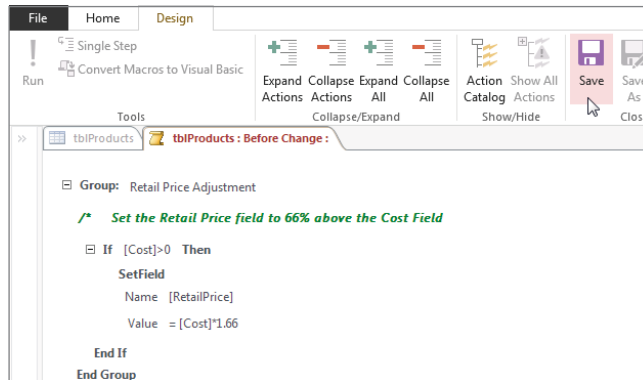 File Home Design
Single Step
Convert Macros to Visual Basic
Run
Expand Actions
Collapse Actions
Expand All
Collapse All
Action Catalog
Show All Actions
Save
Save As
Tools
Collapse/Expand
Show/Hide
Clos
tblProducts
tblProducts : Before Change :
Group: Retail Price Adjustment
/* Set the Retail Price field to 66% above the Cost Field
If [Cost]>0 Then
SetField
Name [RetailPrice]
Value = [Cost]*1.66
End If
End Group